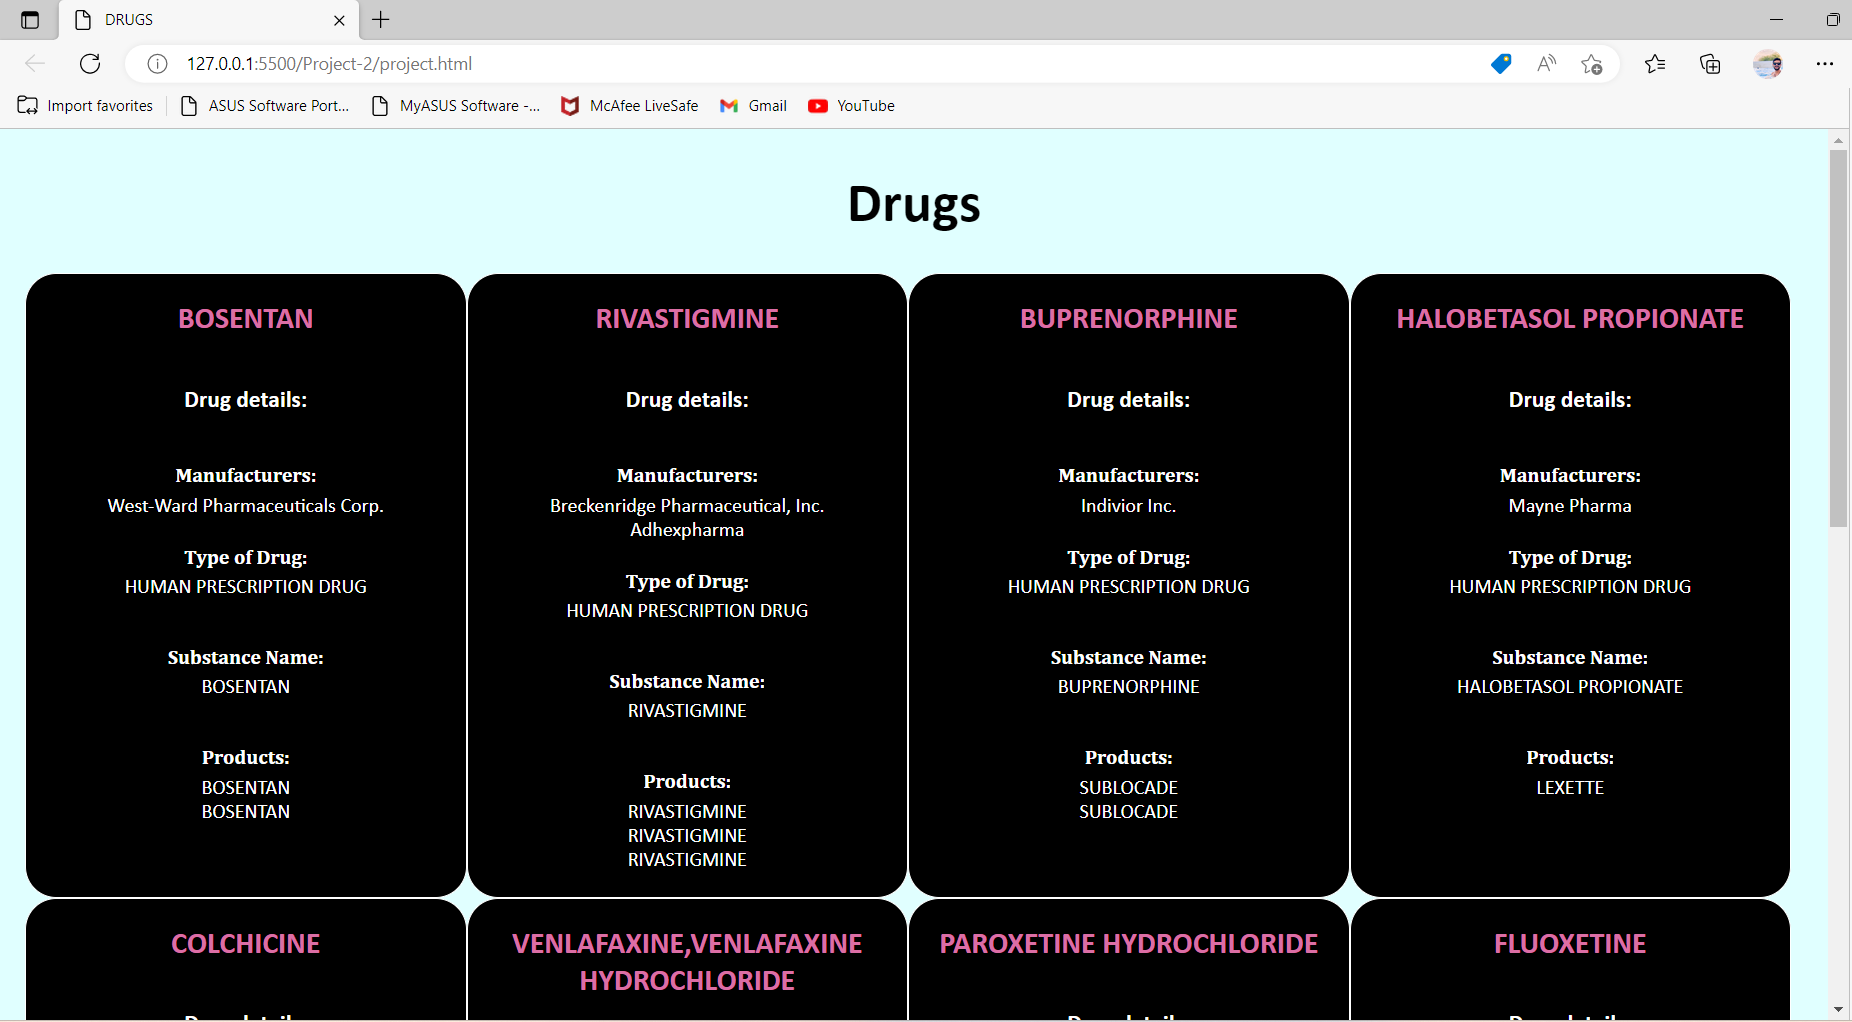 DRUGS
127.0.0.1:5500/Project-2/project.html
Import favorites
ASUS Software Port...
MyASUS Software -...
McAfee LiveSafe
Gmail
YouTube
Drugs
BOSENTAN
Drug details:
Manufacturers:
West-Ward Pharmaceuticals Corp.
Type of Drug:
HUMAN PRESCRIPTION DRUG
Substance Name:
BOSENTAN
Products:
BOSENTAN
BOSENTAN
RIVASTIGMINE
Drug details:
Manufacturers:
Breckenridge Pharmaceutical, Inc.
Adhexpharma
Type of Drug:
HUMAN PRESCRIPTION DRUG
Substance Name:
RIVASTIGMINE
Products:
RIVASTIGMINE
RIVASTIGMINE
RIVASTIGMINE
BUPRENORPHINE
Drug details:
Manufacturers:
Indivior Inc.
Type of Drug:
HUMAN PRESCRIPTION DRUG
Substance Name:
BUPRENORPHINE
Products:
SUBLOCADE
SUBLOCADE
HALOBETASOL PROPIONATE
Drug details:
Manufacturers:
Mayne Pharma
Type of Drug:
HUMAN PRESCRIPTION DRUG
Substance Name:
HALOBETASOL PROPIONATE
Products:
LEXETTE
COLCHICINE
VENLAFAXINE,VENLAFAXINE
HYDROCHLORIDE
PAROXETINE HYDROCHLORIDE
FLUOXETINE